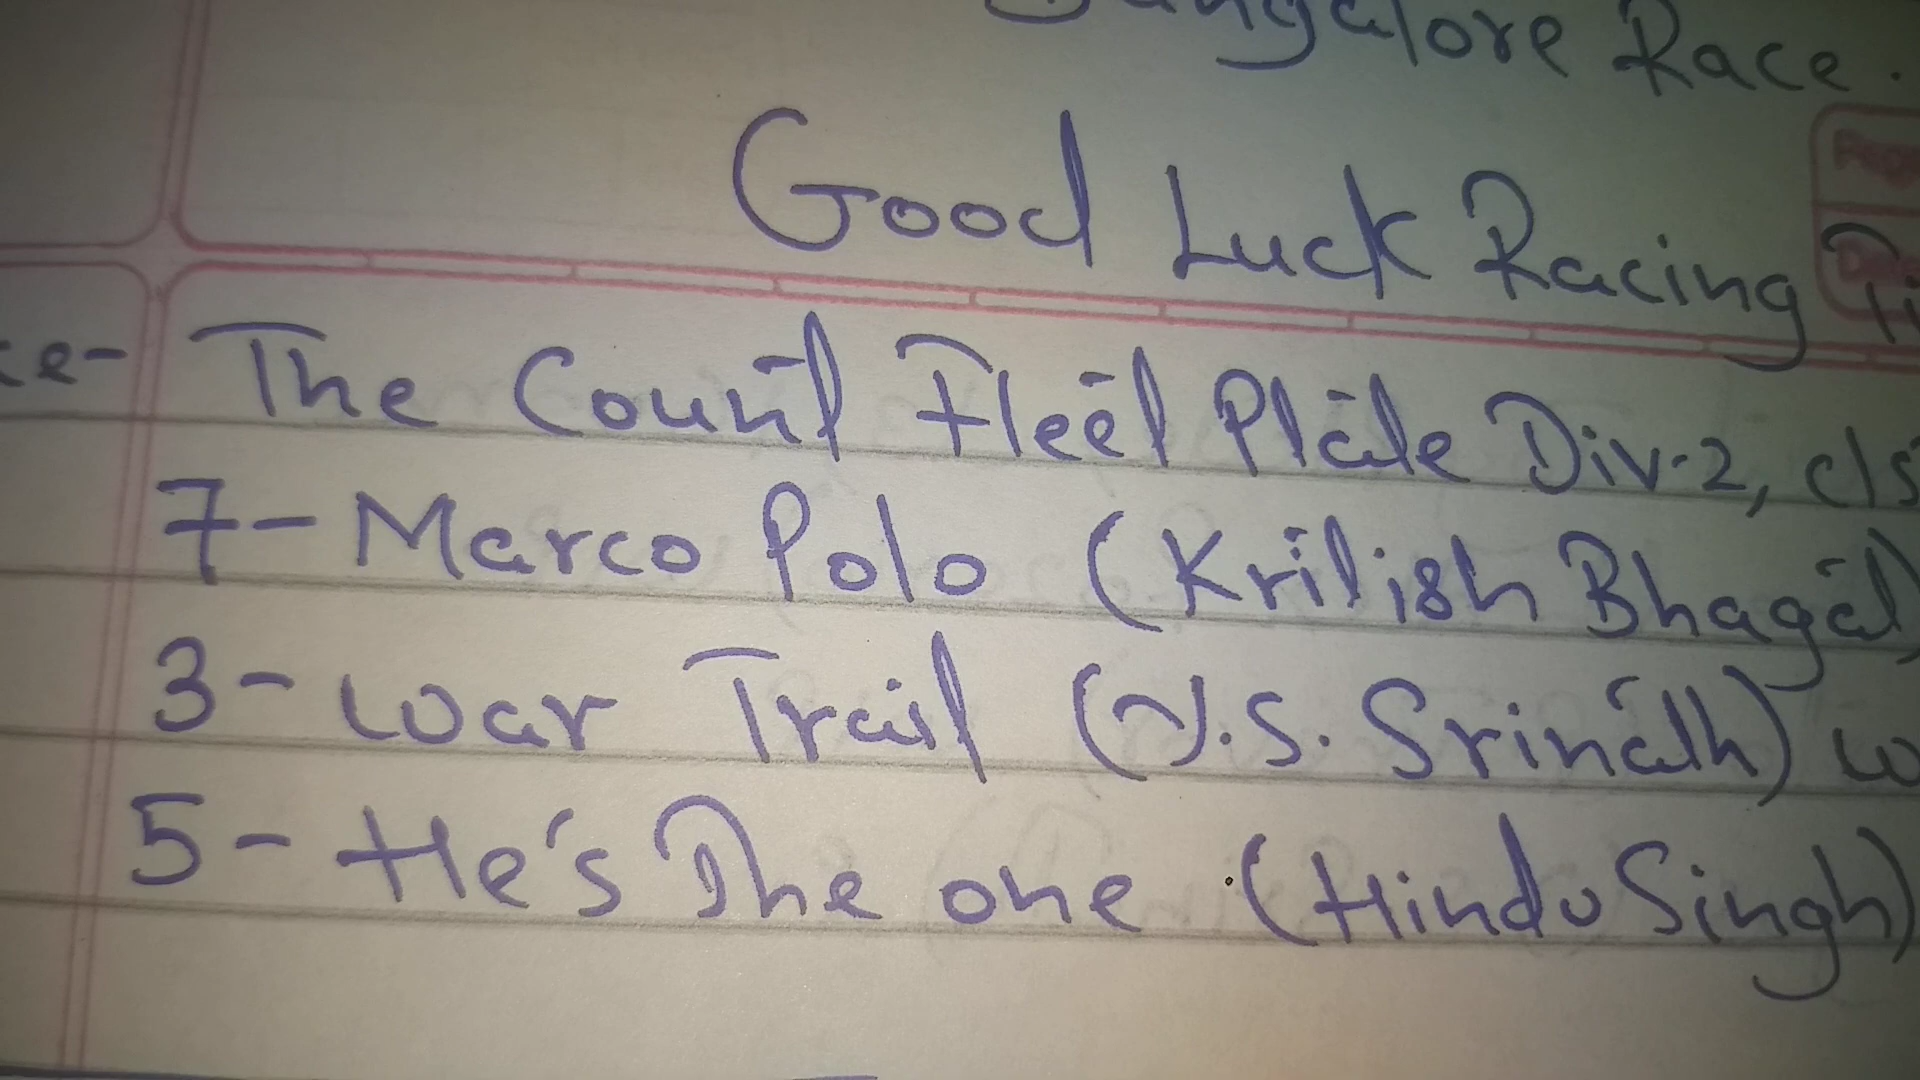 Bangalore Race.
Good Luck Racing
The Count Fleet Plate Div-2, c/s
7- Marco Polo (Kritish Bhagat)
3- War Trail (J.S. Srinath) w
5- He's The one (Hindu Singh)